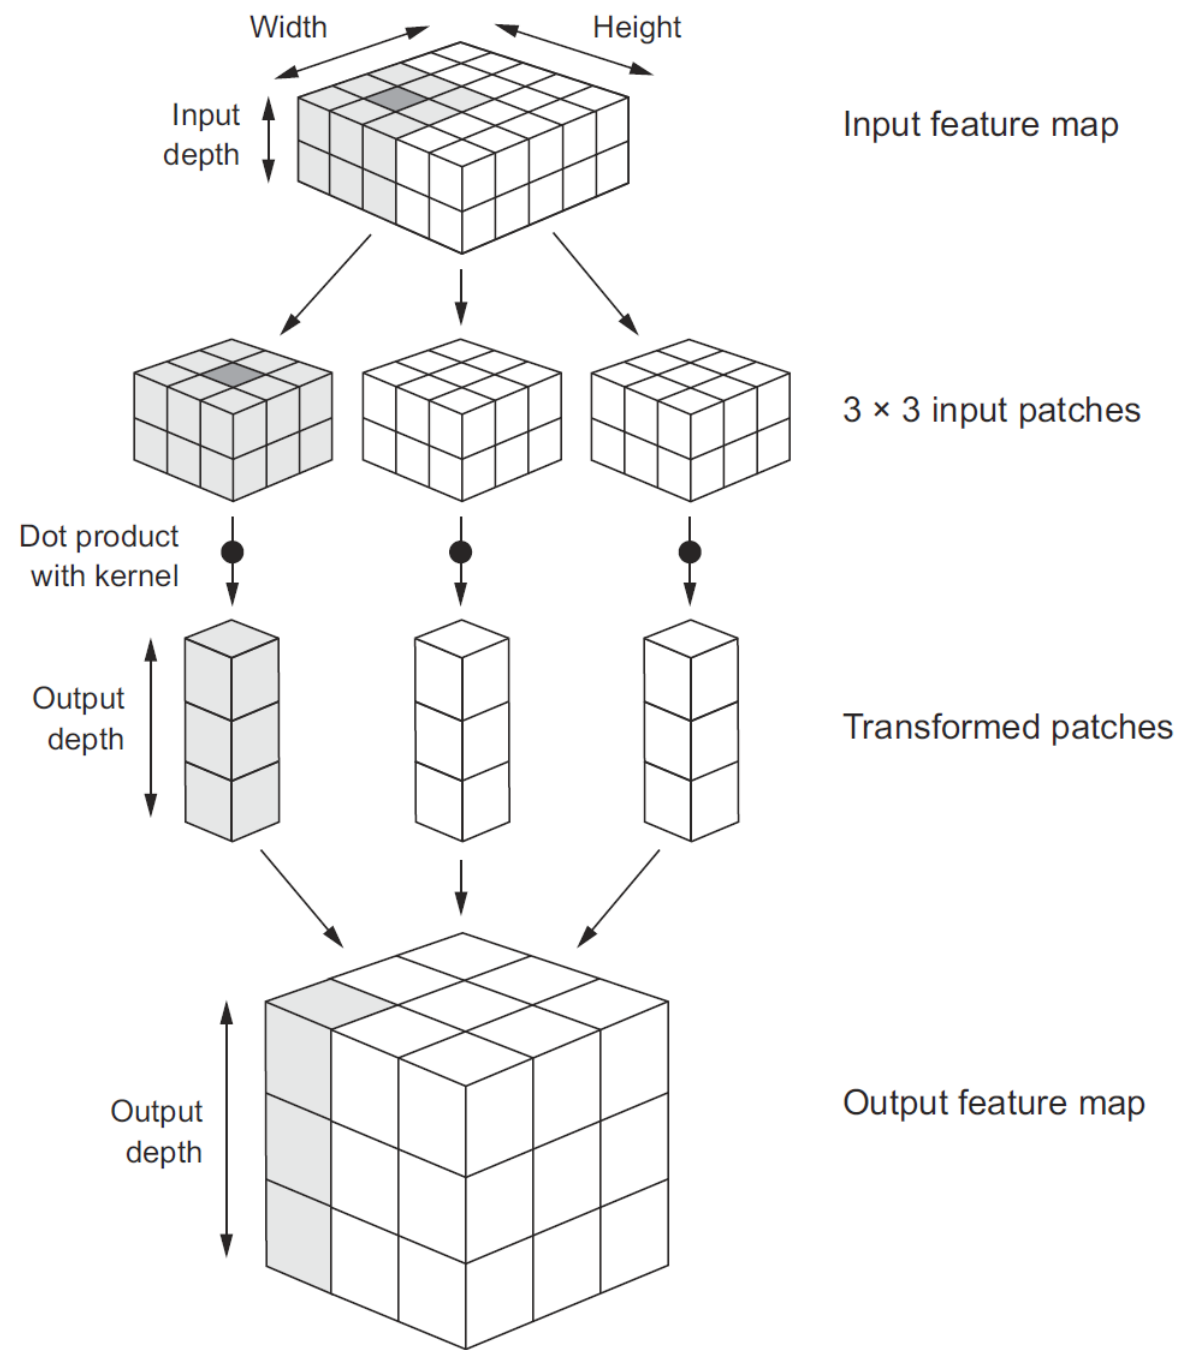 Width
Height
Input
depth
Input feature map
3 × 3 input patches
Dot product
with kernel
Output
depth
Transformed patches
Output
depth
Output feature map